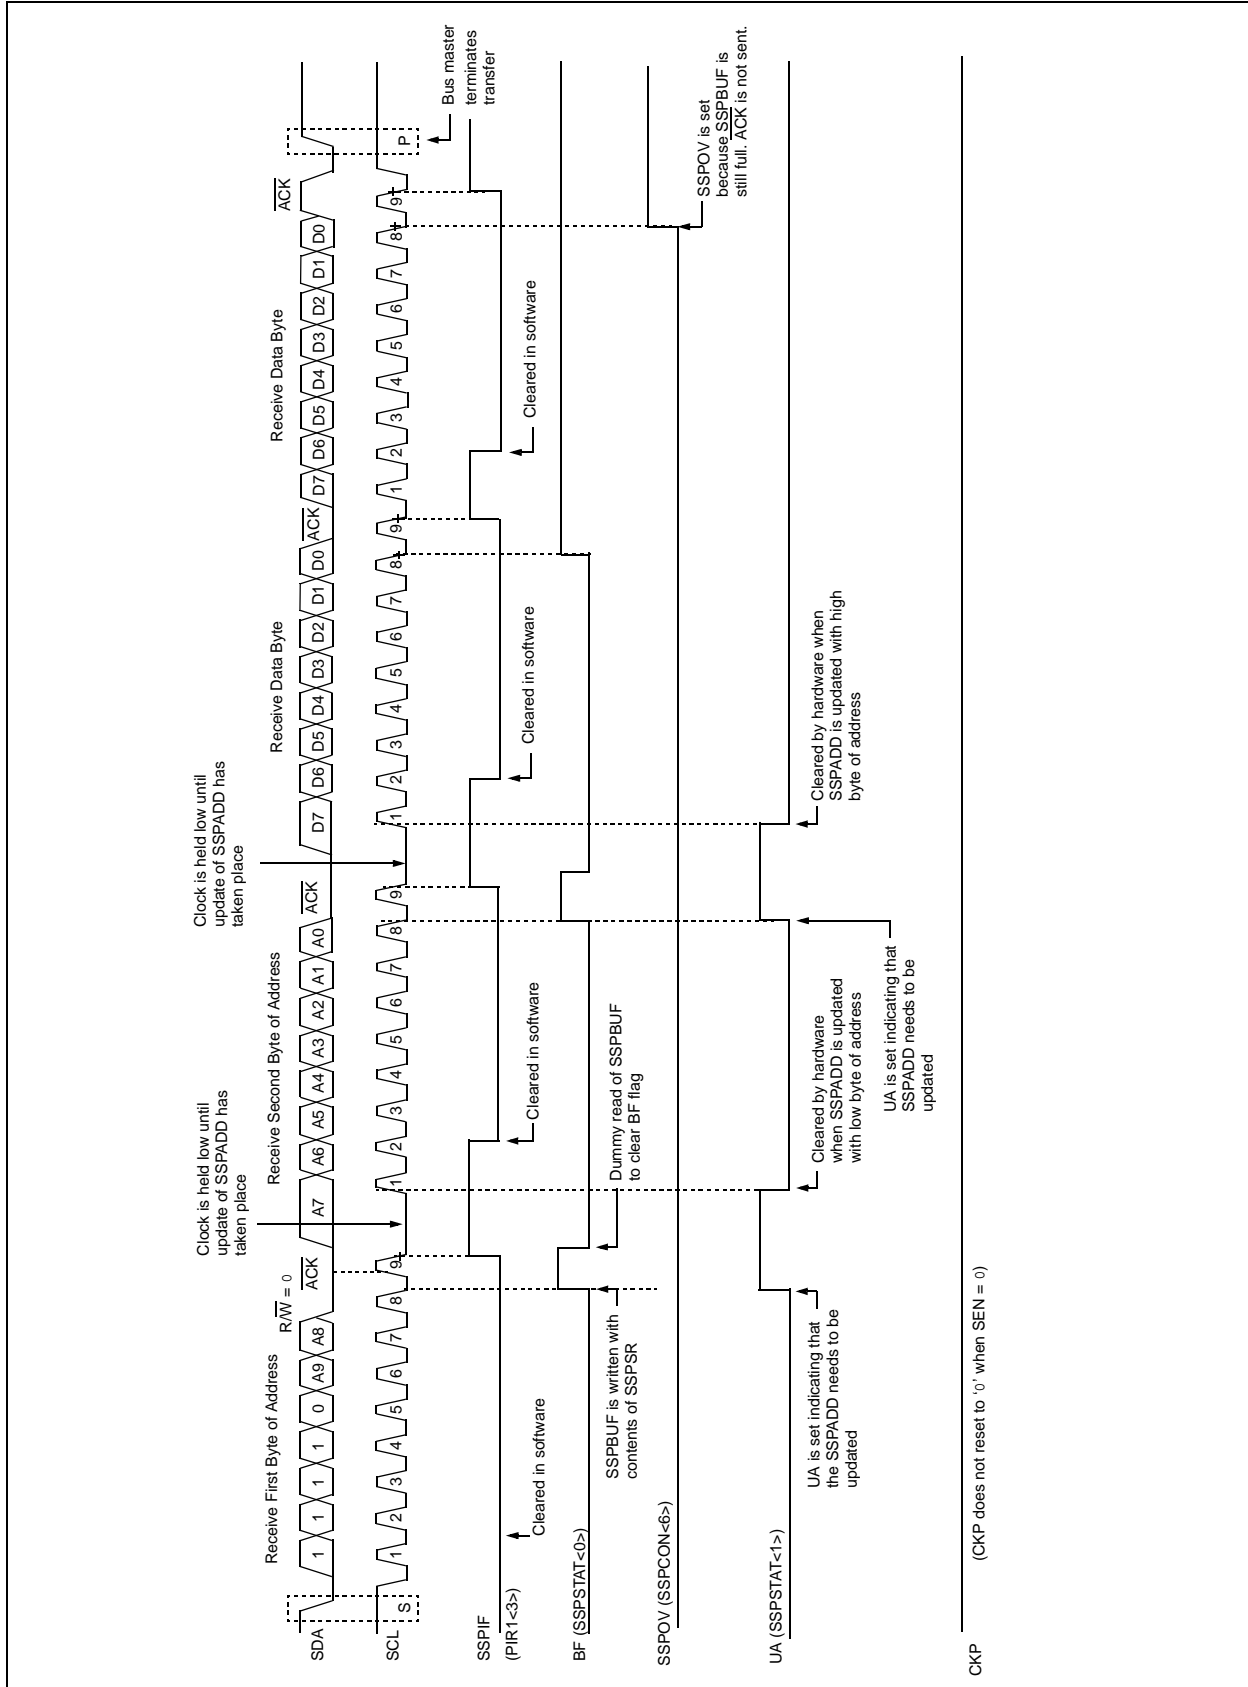 Receive First Byte of Address
R/W = 0
ACK
Clock is held low until
update of SSPADD has
taken place
Receive Second Byte of Address
ACK
Clock is held low until
update of SSPADD has
taken place
Receive Data Byte
ACK
Receive Data Byte
ACK
SDA
1 1 1 1 0 A9 A8 A7 A6 A5 A4 A3 A2 A1 A0 D7 D6 D5 D4 D3 D2 D1 D0 D7 D6 D5 D4 D3 D2 D1 D0
SCL
S
1 2 3 4 5 6 7 8 9 1 2 3 4 5 6 7 8 9 1 2 3 4 5 6 7 8 9 1 2 3 4 5 6 7 8 9
P
Bus master
terminates
transfer
SSPIF
(PIR1<3>)
Cleared in software
Cleared in software
Cleared in software
Cleared in software
BF (SSPSTAT<0>)
SSPBUF is written with
contents of SSPSR
Dummy read of SSPBUF
to clear BF flag
SSPOV (SSPCON<6>)
SSPOV is set
because SSPBUF is
still full. ACK is not sent.
UA (SSPSTAT<1>)
UA is set indicating that
the SSPADD needs to be
updated
Cleared by hardware
when SSPADD is updated
with low byte of address
UA is set indicating that
SSPADD needs to be
updated
Cleared by hardware when
SSPADD is updated with high
byte of address
CKP
(CKP does not reset to ‘0’ when SEN = 0)